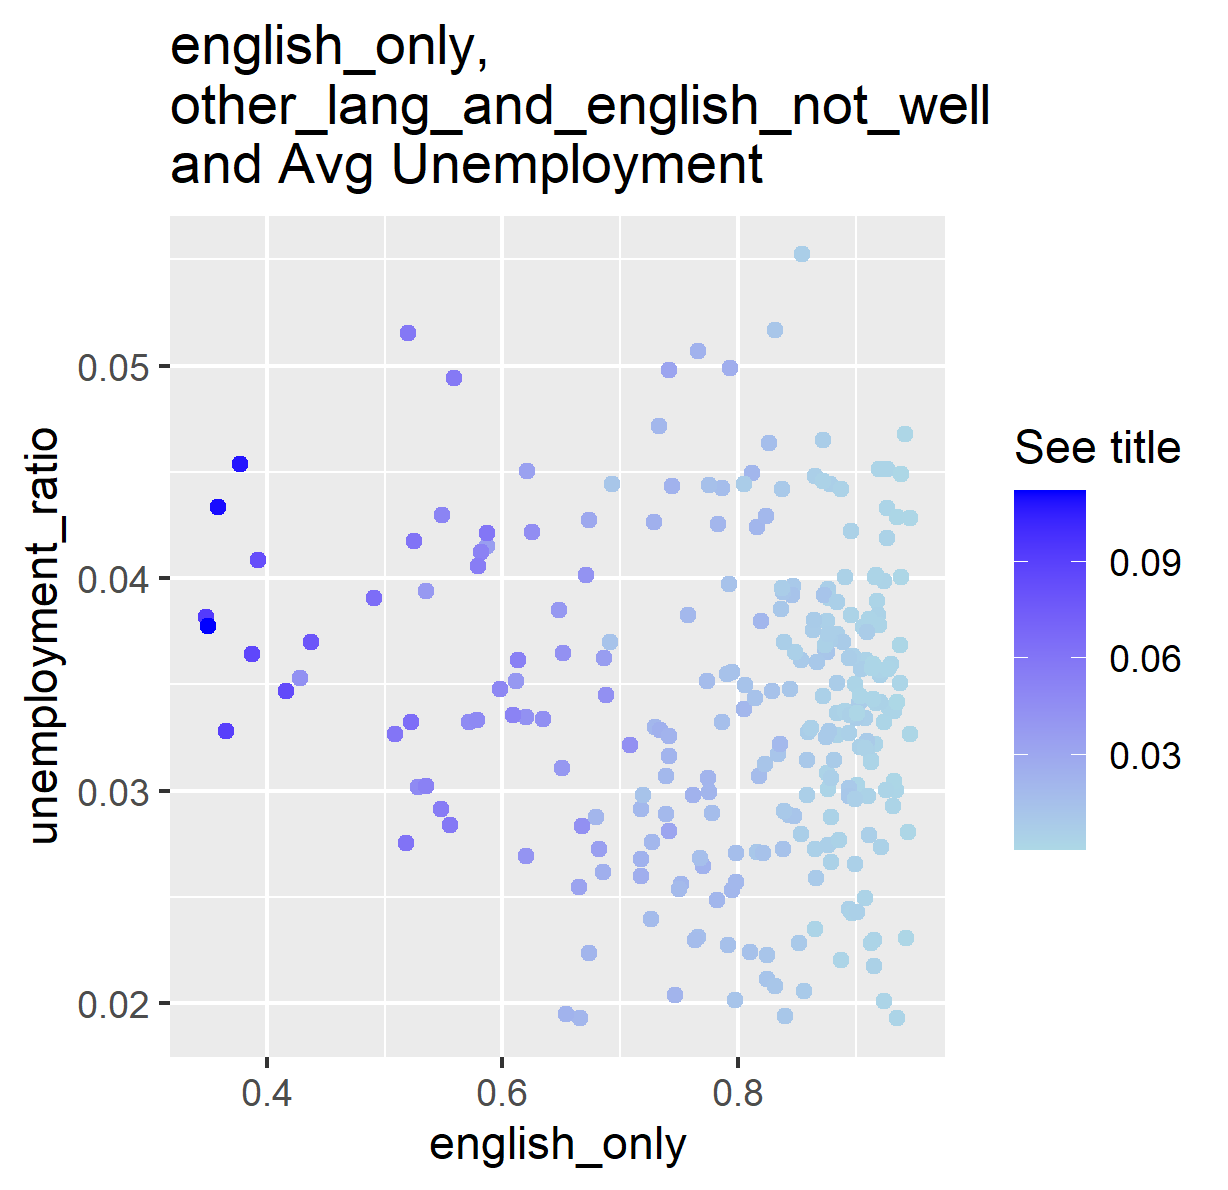 english_only,
other_lang_and_english_not_well
and Avg Unemployment
unemployment_ratio
0.05
0.04
0.03
0.02
0.4
0.6
0.8
english_only
See title
0.09
0.06
0.03